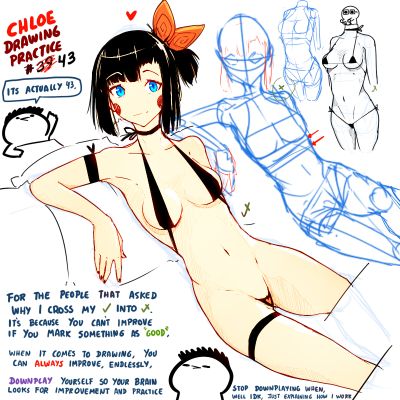 CHLOE
DRAWING
PRACTICE
# 39 43
ITS ACTUALLY 43.
FOR THE PEOPLE THAT ASKED
WHY I CROSS MY ✓ INTO ✗.
IT'S BECAUSE YOU CAN'T IMPROVE
IF YOU MARK SOMETHING AS "GOOD".
WHEN IT COMES TO DRAWING, YOU
CAN ALWAYS IMPROVE, ENDLESSLY,
DOWNPLAY YOURSELF SO YOUR BRAIN
LOOKS FOR IMPROVEMENT AND PRACTICE
STOP DOWNPLAYING WHEN,
WELL IDK, JUST EXPLAINING HOW I WORK